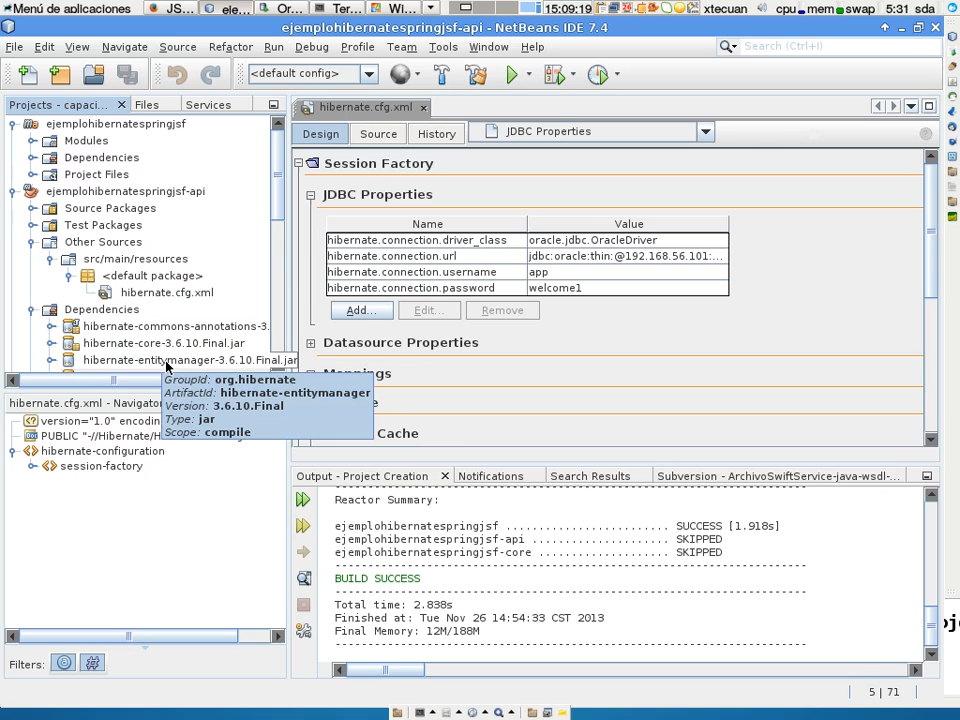 Menú de aplicaciones JS... ele... Or... Wi... 15:09:19 xtecuan cpu mem swap 5:31 sda
ejemplohibernatespringjsf-api - NetBeans IDE 7.4
File Edit View Navigate Source Refactor Run Debug Profile Team Tools Window Help Search (Ctrl+I)
<default config>
Projects - capaci... Files Services
hibernate.cfg.xml
ejemplohibernatespringjsf
Modules
Dependencies
Project Files
ejemplohibernatespringjsf-api
Source Packages
Test Packages
Other Sources
src/main/resources
<default package>
hibernate.cfg.xml
Dependencies
hibernate-commons-annotations-3.
hibernate-core-3.6.10.Final.jar
hibernate-entitymanager-3.6.10.Final.jar
GroupId: org.hibernate
ArtifactId: hibernate-entitymanager
Version: 3.6.10.Final
Type: jar
Scope: compile
Design Source History JDBC Properties
Session Factory
JDBC Properties
Name Value
hibernate.connection.driver_class oracle.jdbc.OracleDriver
hibernate.connection.url jdbc:oracle:thin:@192.168.56.101:...
hibernate.connection.username app
hibernate.connection.password welcome1
Add... Edit... Remove
Datasource Properties
Mappings
Cache
hibernate.cfg.xml - Navigator
version="1.0" encodin
PUBLIC "-//Hibernate/H
hibernate-configuration
session-factory
Filters:
Output - Project Creation Notifications Search Results Subversion - ArchivoSwiftService-java-wsdl-...
------------------------------------------------------------------------
Reactor Summary:
ejemplohibernatespringjsf ......................... SUCCESS [1.918s]
ejemplohibernatespringjsf-api ..................... SKIPPED
ejemplohibernatespringjsf-core .................... SKIPPED
------------------------------------------------------------------------
BUILD SUCCESS
------------------------------------------------------------------------
Total time: 2.838s
Finished at: Tue Nov 26 14:54:33 CST 2013
Final Memory: 12M/188M
------------------------------------------------------------------------
5 | 71